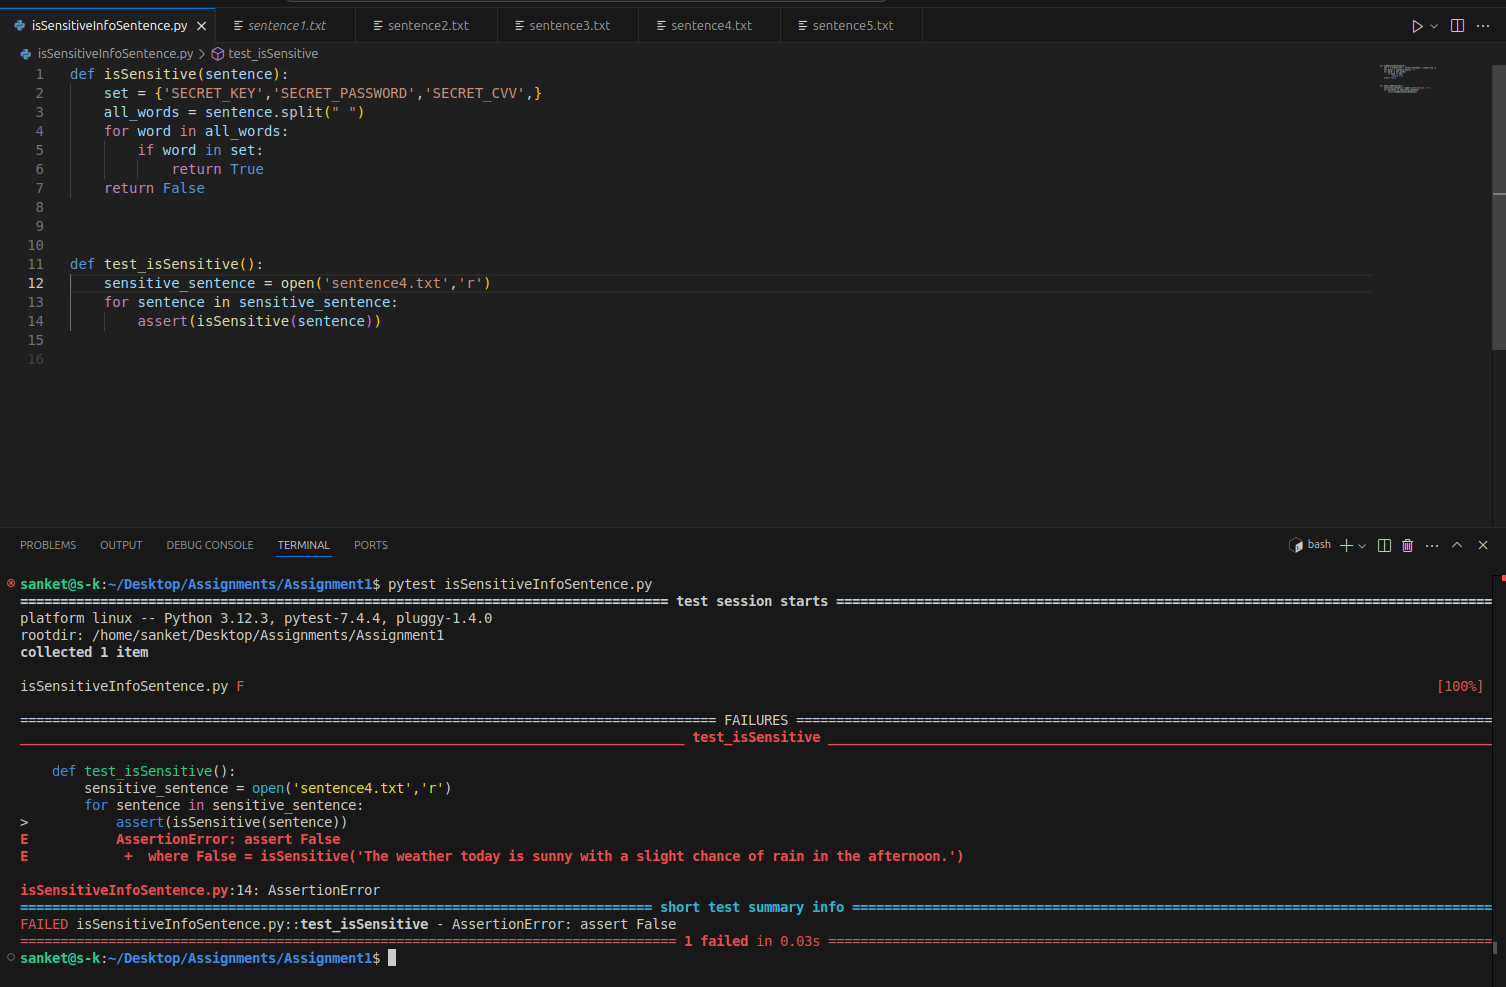 isSensitiveInfoSentence.py
sentence1.txt
sentence2.txt
sentence3.txt
sentence4.txt
sentence5.txt
isSensitiveInfoSentence.py > test_isSensitive
1 def isSensitive(sentence):
2 set = {'SECRET_KEY','SECRET_PASSWORD','SECRET_CVV',}
3 all_words = sentence.split(" ")
4 for word in all_words:
5 if word in set:
6 return True
7 return False
8
9
10
11 def test_isSensitive():
12 sensitive_sentence = open('sentence4.txt','r')
13 for sentence in sensitive_sentence:
14 assert(isSensitive(sentence))
15
16
PROBLEMS OUTPUT DEBUG CONSOLE TERMINAL PORTS
bash
sanket@s-k:~/Desktop/Assignments/Assignment1$ pytest isSensitiveInfoSentence.py
test session starts
platform linux -- Python 3.12.3, pytest-7.4.4, pluggy-1.4.0
rootdir: /home/sanket/Desktop/Assignments/Assignment1
collected 1 item
isSensitiveInfoSentence.py F [100%]
FAILURES
test_isSensitive
def test_isSensitive():
sensitive_sentence = open('sentence4.txt','r')
for sentence in sensitive_sentence:
> assert(isSensitive(sentence))
E AssertionError: assert False
E + where False = isSensitive('The weather today is sunny with a slight chance of rain in the afternoon.')
isSensitiveInfoSentence.py:14: AssertionError
short test summary info
FAILED isSensitiveInfoSentence.py::test_isSensitive - AssertionError: assert False
1 failed in 0.03s
sanket@s-k:~/Desktop/Assignments/Assignment1$